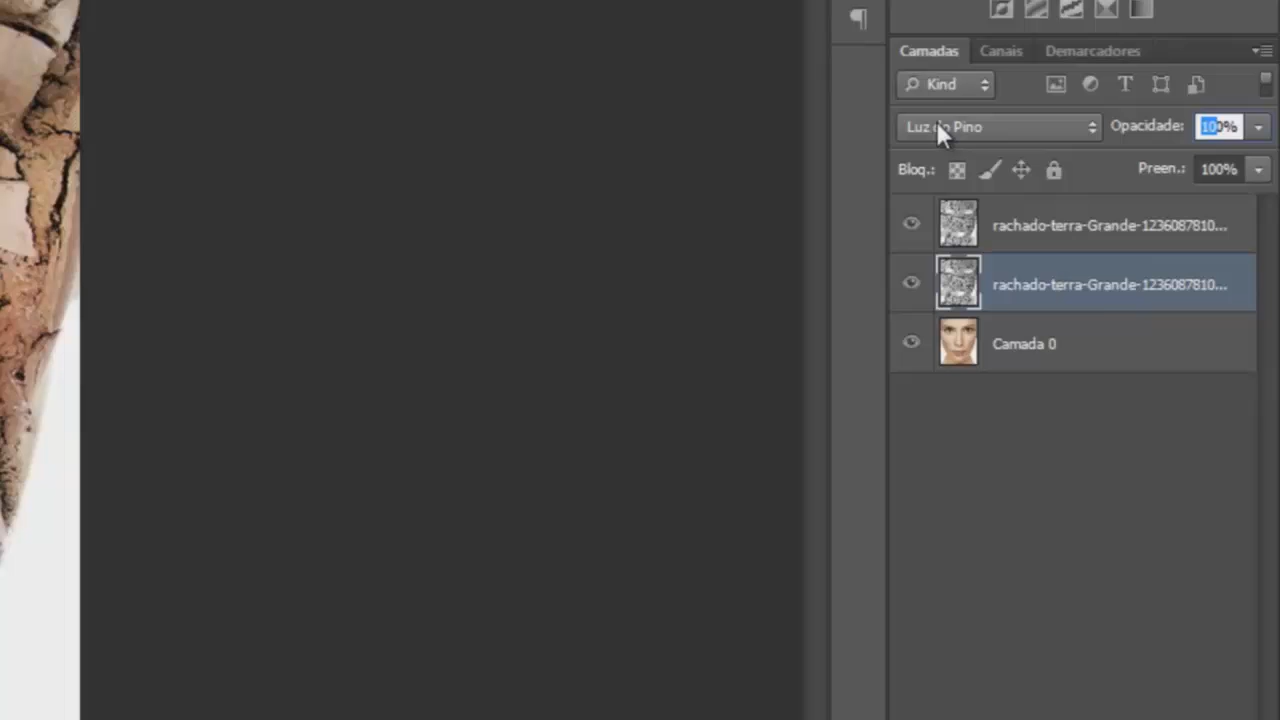 Camadas Canais Demarcadores
Kind
Luz do Pino Opacidade: 100%
Bloq.: Preen.: 100%
rachado-terra-Grande-1236087810...
rachado-terra-Grande-1236087810...
Camada 0